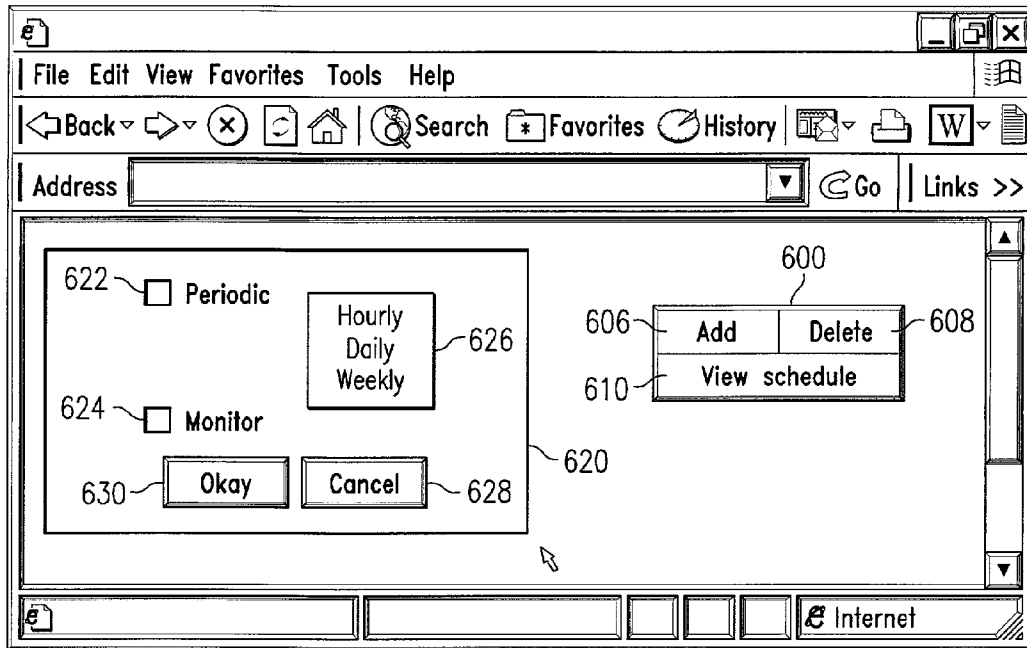 File Edit View Favorites Tools Help
Back Search Favorites History W
Address Go Links >>
622 Periodic
Hourly
Daily
Weekly
626
624 Monitor
630 Okay Cancel 628
620
600
606 Add Delete 608
610 View schedule
Internet